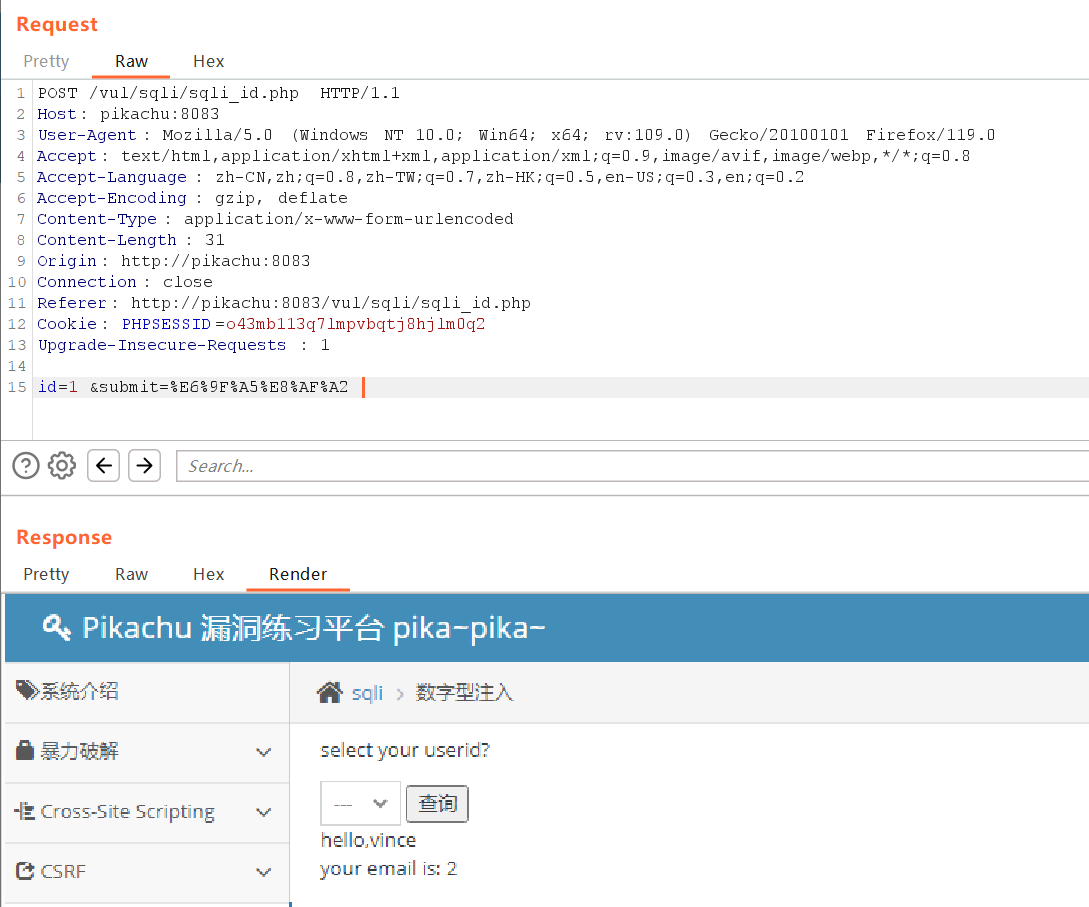 Request
Pretty Raw Hex
1 POST /vul/sqli/sqli_id.php HTTP/1.1
2 Host: pikachu:8083
3 User-Agent: Mozilla/5.0 (Windows NT 10.0; Win64; x64; rv:109.0) Gecko/20100101 Firefox/119.0
4 Accept: text/html,application/xhtml+xml,application/xml;q=0.9,image/avif,image/webp,*/*;q=0.8
5 Accept-Language: zh-CN,zh;q=0.8,zh-TW;q=0.7,zh-HK;q=0.5,en-US;q=0.3,en;q=0.2
6 Accept-Encoding: gzip, deflate
7 Content-Type: application/x-www-form-urlencoded
8 Content-Length: 31
9 Origin: http://pikachu:8083
10 Connection: close
11 Referer: http://pikachu:8083/vul/sqli/sqli_id.php
12 Cookie: PHPSESSID=o43mb113q7lmpvbqtj8hjlm0q2
13 Upgrade-Insecure-Requests: 1
14
15 id=1 &submit=%E6%9F%A5%E8%AF%A2
Search...
Response
Pretty Raw Hex Render
Pikachu 漏洞练习平台 pika~pika~
系统介绍
sqli > 数字型注入
暴力破解
select your userid?
--- 查询
Cross-Site Scripting
hello,vince
your email is: 2
CSRF